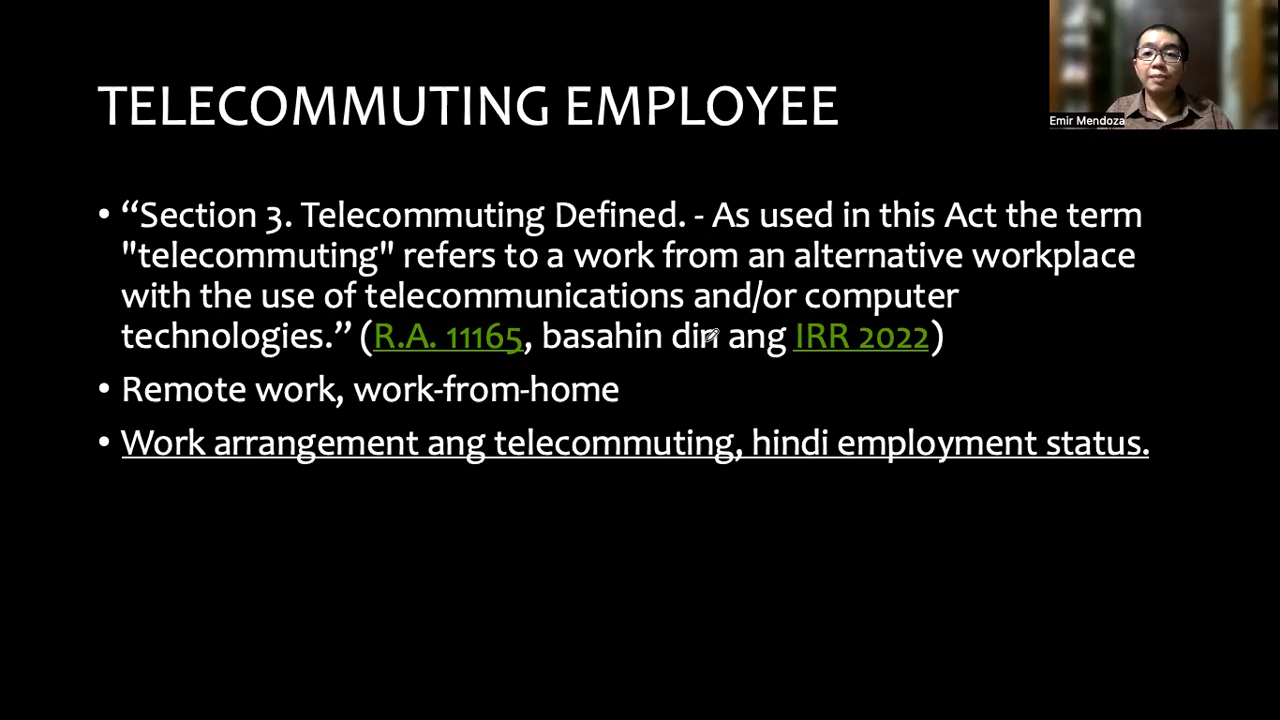 TELECOMMUTING EMPLOYEE
Emir Mendoza
• “Section 3. Telecommuting Defined. - As used in this Act the term
"telecommuting" refers to a work from an alternative workplace
with the use of telecommunications and/or computer
technologies.” (R.A. 11165, basahin din ang IRR 2022)
• Remote work, work-from-home
• Work arrangement ang telecommuting, hindi employment status.